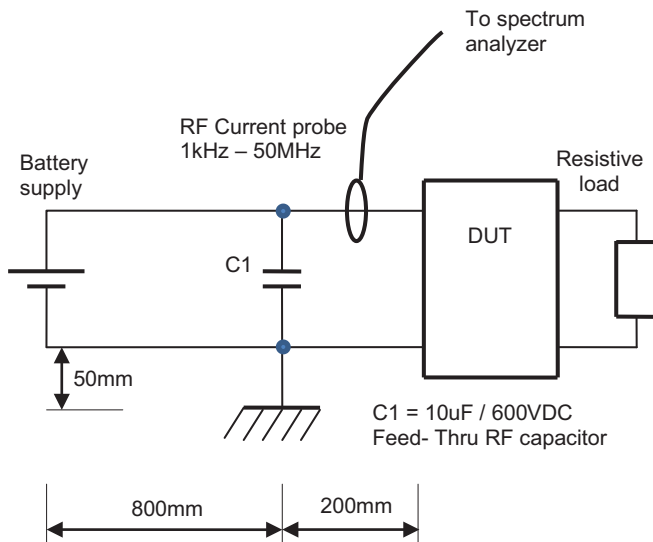 To spectrum
analyzer
RF Current probe
1kHz – 50MHz
Battery
supply
Resistive
load
DUT
C1
50mm
C1 = 10uF / 600VDC
Feed- Thru RF capacitor
800mm
200mm